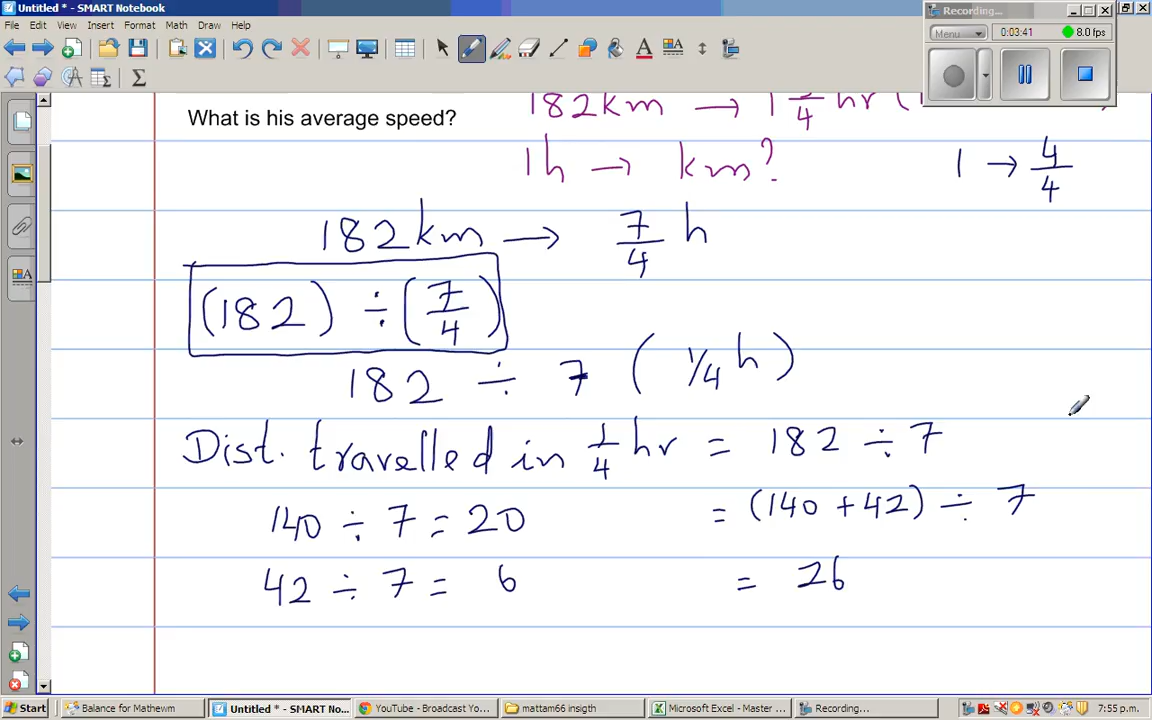 Untitled * - SMART Notebook
File Edit View Insert Format Math Draw Help
Recording...
Menu
0:03:41
8.0 fps
182km → 1 3/4 hr (1
What is his average speed?
1h → km?
1 → 4/4
182km → 7/4 h
(182) ÷ (7/4)
182 ÷ 7 ( 1/4 h )
Dist. travelled in 1/4 hr = 182 ÷ 7
140 ÷ 7 = 20
= (140 + 42) ÷ 7
42 ÷ 7 = 6
= 26
Start
Balance for Mathewm
Untitled * - SMART No...
YouTube - Broadcast Yo...
mattam66 insigth
Microsoft Excel - Master ...
Recording...
7:55 p.m.